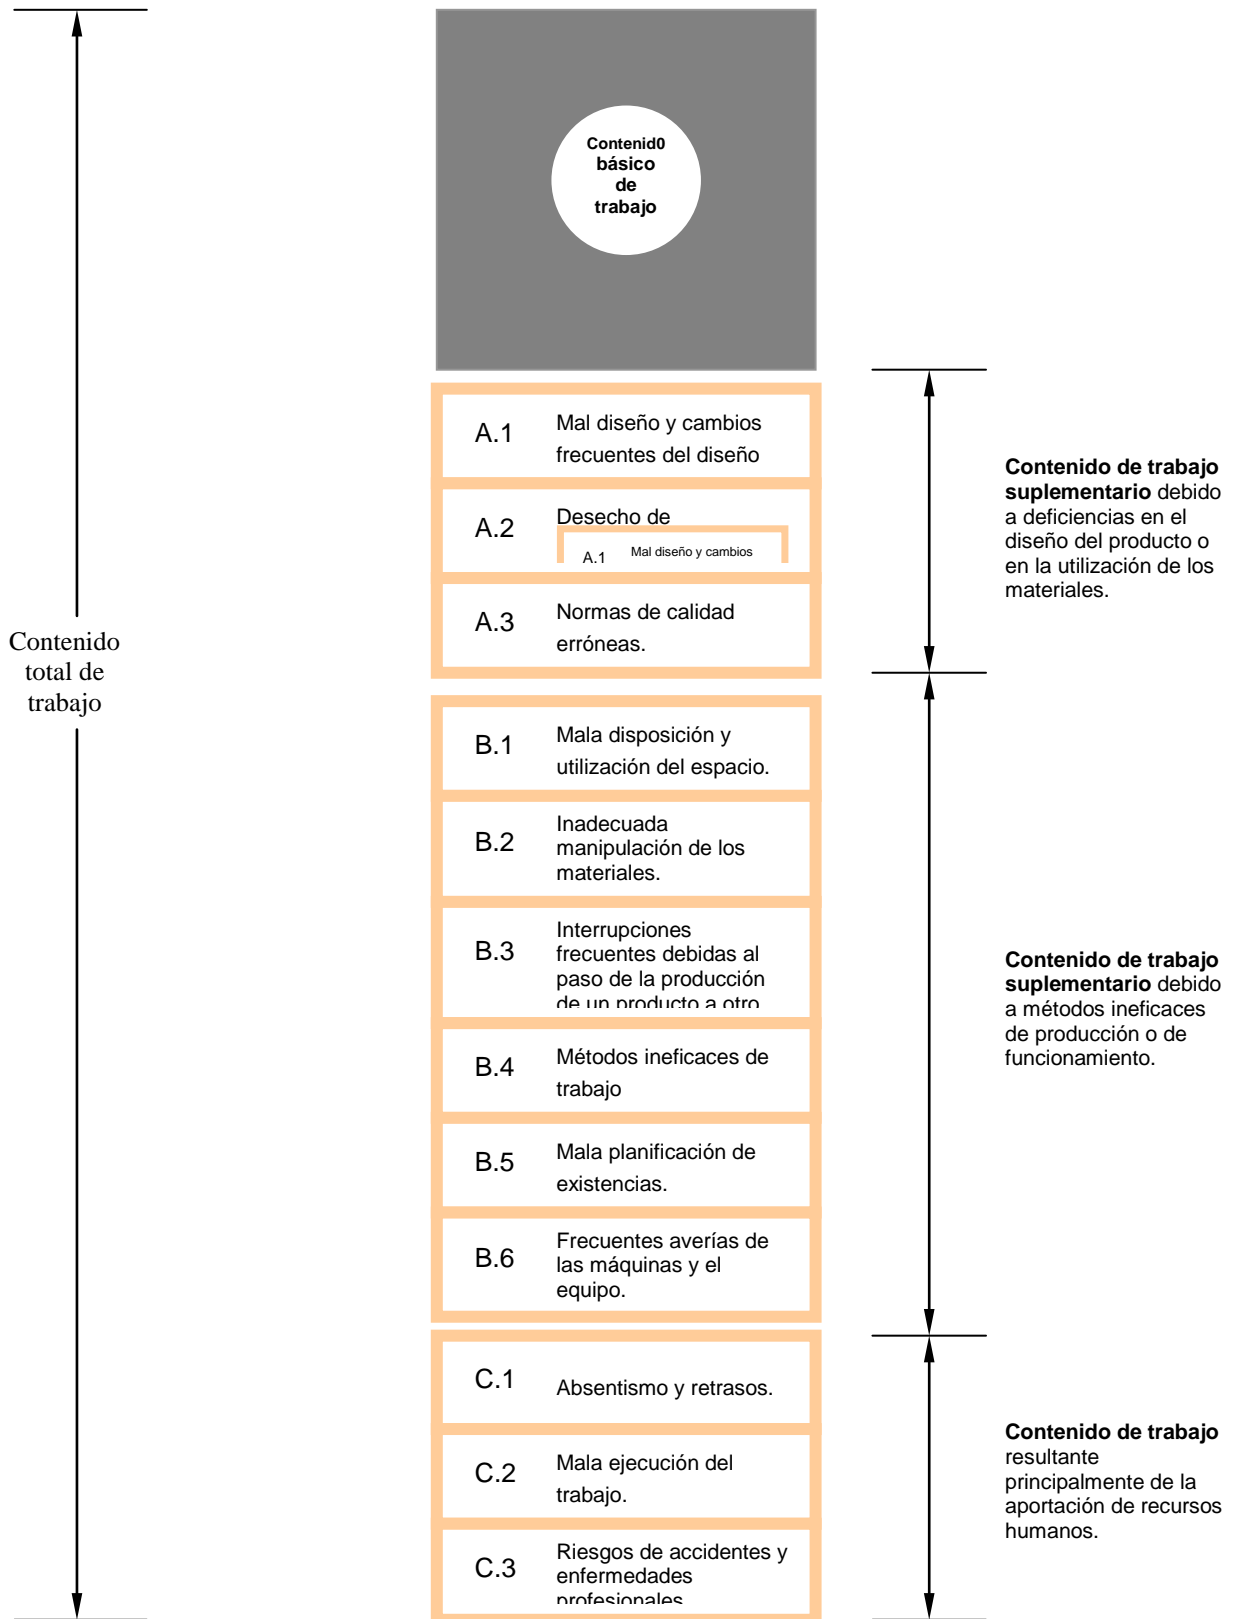 Contenid0
básico
de
trabajo
A.1
Mal diseño y cambios
frecuentes del diseño
A.2
Desecho de
A.1
Mal diseño y cambios
A.3
Normas de calidad
erróneas.
Contenido de trabajo
suplementario debido
a deficiencias en el
diseño del producto o
en la utilización de los
materiales.
Contenido
total de
trabajo
B.1
Mala disposición y
utilización del espacio.
B.2
Inadecuada
manipulación de los
materiales.
B.3
Interrupciones
frecuentes debidas al
paso de la producción
de un producto a otro
B.4
Métodos ineficaces de
trabajo
B.5
Mala planificación de
existencias.
B.6
Frecuentes averías de
las máquinas y el
equipo.
Contenido de trabajo
suplementario debido
a métodos ineficaces
de producción o de
funcionamiento.
C.1
Absentismo y retrasos.
C.2
Mala ejecución del
trabajo.
C.3
Riesgos de accidentes y
enfermedades
profesionales
Contenido de trabajo
resultante
principalmente de la
aportación de recursos
humanos.